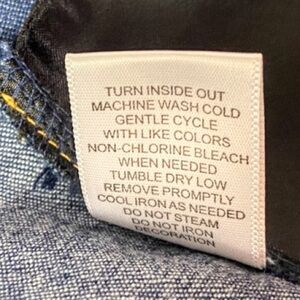 TURN INSIDE OUT
MACHINE WASH COLD
GENTLE CYCLE
WITH LIKE COLORS
NON-CHLORINE BLEACH
WHEN NEEDED
TUMBLE DRY LOW
REMOVE PROMPTLY
COOL IRON AS NEEDED
DO NOT STEAM
DO NOT IRON
DECORATION